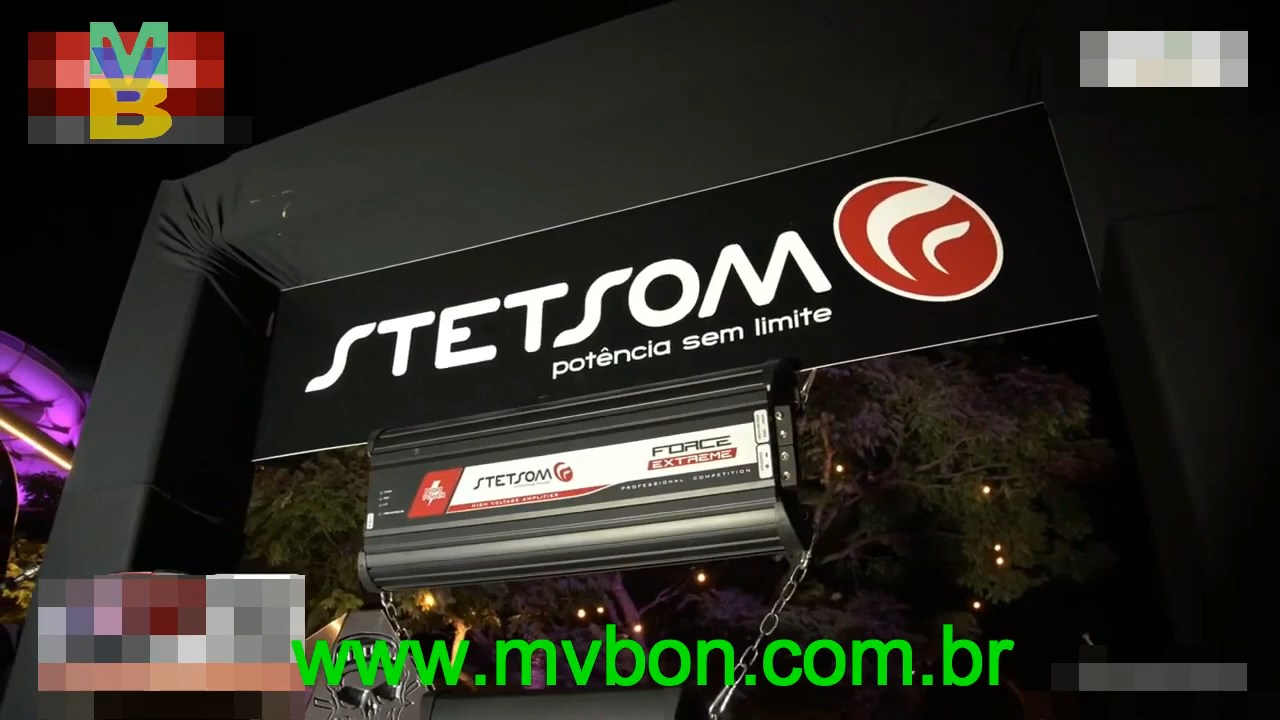 MVB
STETSOM
potência sem limite
STETSOM
HIGH VOLTAGE AMPLIFIER
FORCE
EXTREME
PROFESSIONAL COMPETITION
www.mvbon.com.br